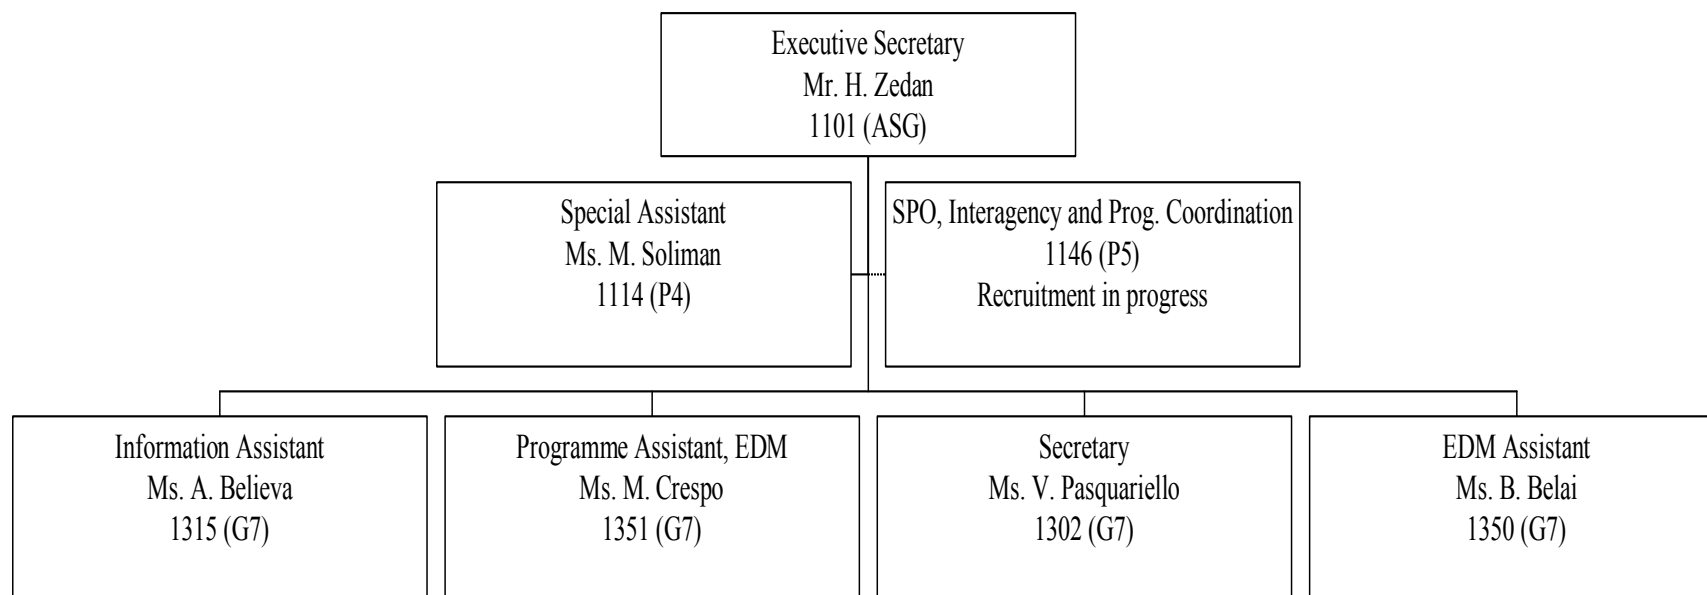 Executive Secretary
Mr. H. Zedan
1101 (ASG)
Special Assistant
Ms. M. Soliman
1114 (P4)
SPO, Interagency and Prog. Coordination
1146 (P5)
Recruitment in progress
Information Assistant
Ms. A. Believa
1315 (G7)
Programme Assistant, EDM
Ms. M. Crespo
1351 (G7)
Secretary
Ms. V. Pasquariello
1302 (G7)
EDM Assistant
Ms. B. Belai
1350 (G7)